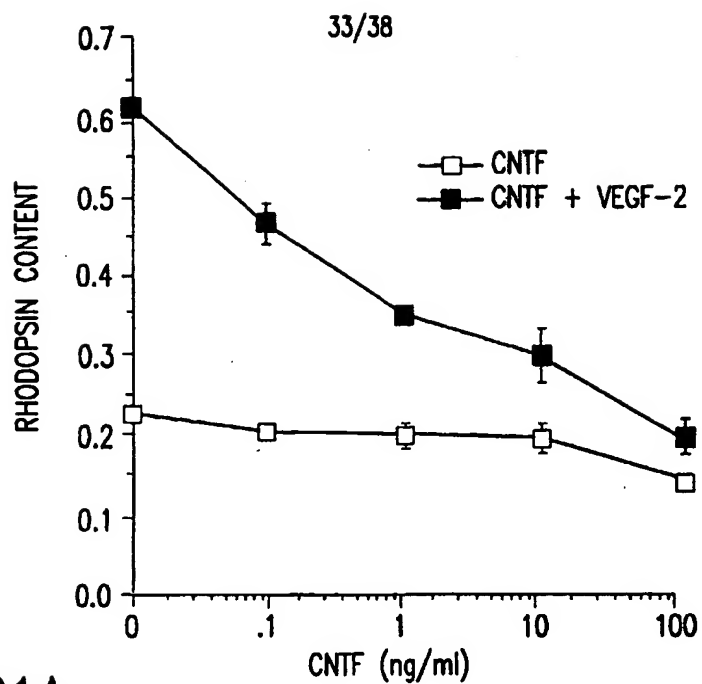 33/38
0.7
0.6
0.5
0.4
0.3
0.2
0.1
0.0
RHODOPSIN CONTENT
CNTF
CNTF + VEGF-2
0 .1 1 10 100
CNTF (ng/ml)